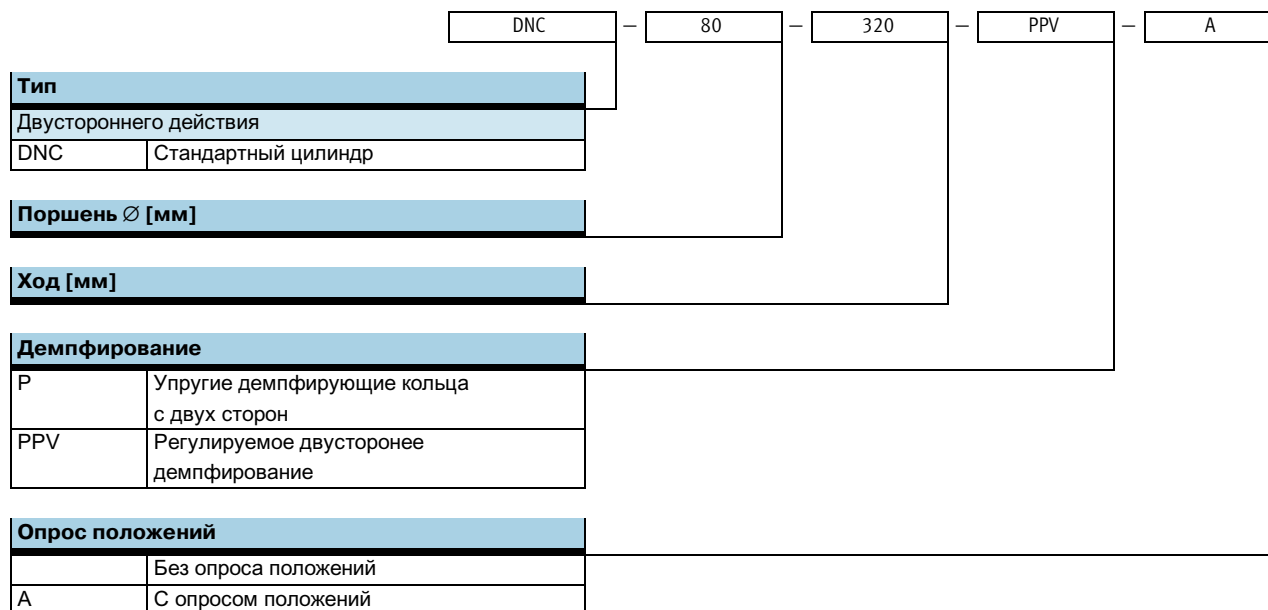 DNC – 80 – 320 – PPV – A
Тип
Двустороннего действия
DNC Стандартный цилиндр
Поршень ∅ [мм]
Ход [мм]
Демпфирование
P Упругие демпфирующие кольца
с двух сторон
PPV Регулируемое двусторонее
демпфирование
Опрос положений
Без опроса положений
A С опросом положений